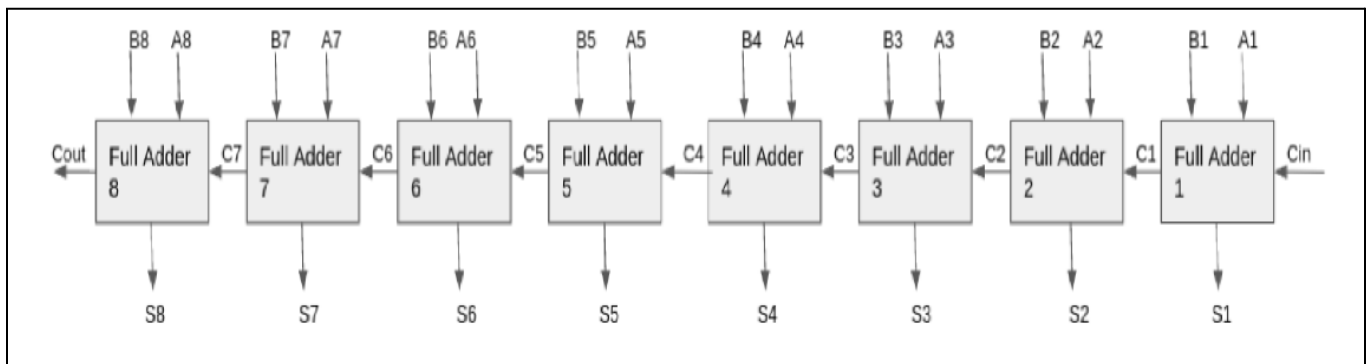 B8 A8 B7 A7 B6 A6 B5 A5 B4 A4 B3 A3 B2 A2 B1 A1
Cout Full Adder C7 Full Adder C6 Full Adder C5 Full Adder C4 Full Adder C3 Full Adder C2 Full Adder C1 Full Adder Cin
8 7 6 5 4 3 2 1
S8 S7 S6 S5 S4 S3 S2 S1